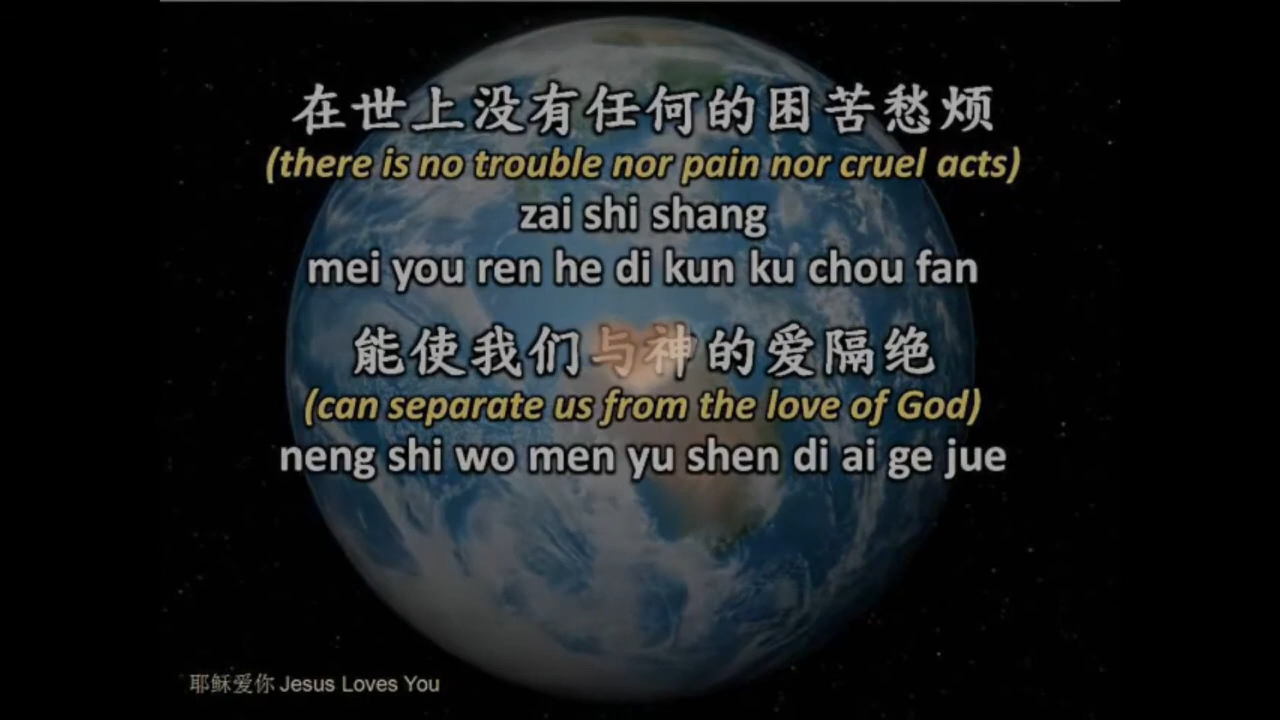 在世上没有任何的困苦愁烦
(there is no trouble nor pain nor cruel acts)
zai shi shang
mei you ren he di kun ku chou fan
能使我们与神的爱隔绝
(can separate us from the love of God)
neng shi wo men yu shen di ai ge jue
耶稣爱你 Jesus Loves You